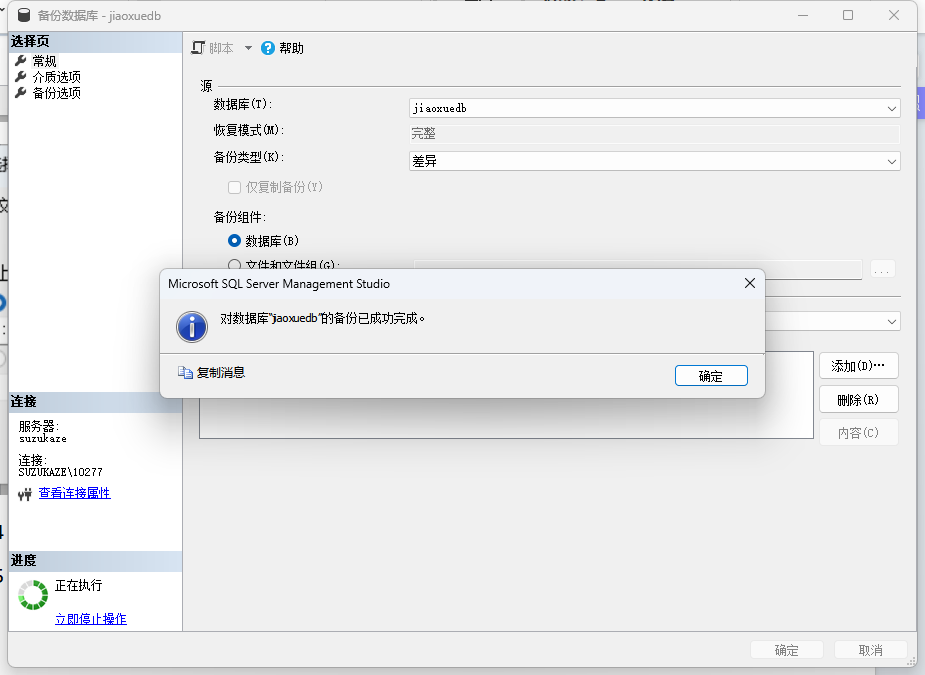 备份数据库 - jiaoxuedb
选择页
常规
介质选项
备份选项
脚本
帮助
源
数据库(T):
jiaoxuedb
恢复模式(M):
完整
备份类型(K):
差异
仅复制备份(Y)
备份组件:
数据库(B)
文件和文件组(G):
...
Microsoft SQL Server Management Studio
对数据库“jiaoxuedb”的备份已成功完成。
复制消息
确定
添加(D)…
删除(R)
内容(C)
连接
服务器:
suzukaze
连接:
SUZUKAZE\10277
查看连接属性
进度
正在执行
立即停止操作
确定
取消